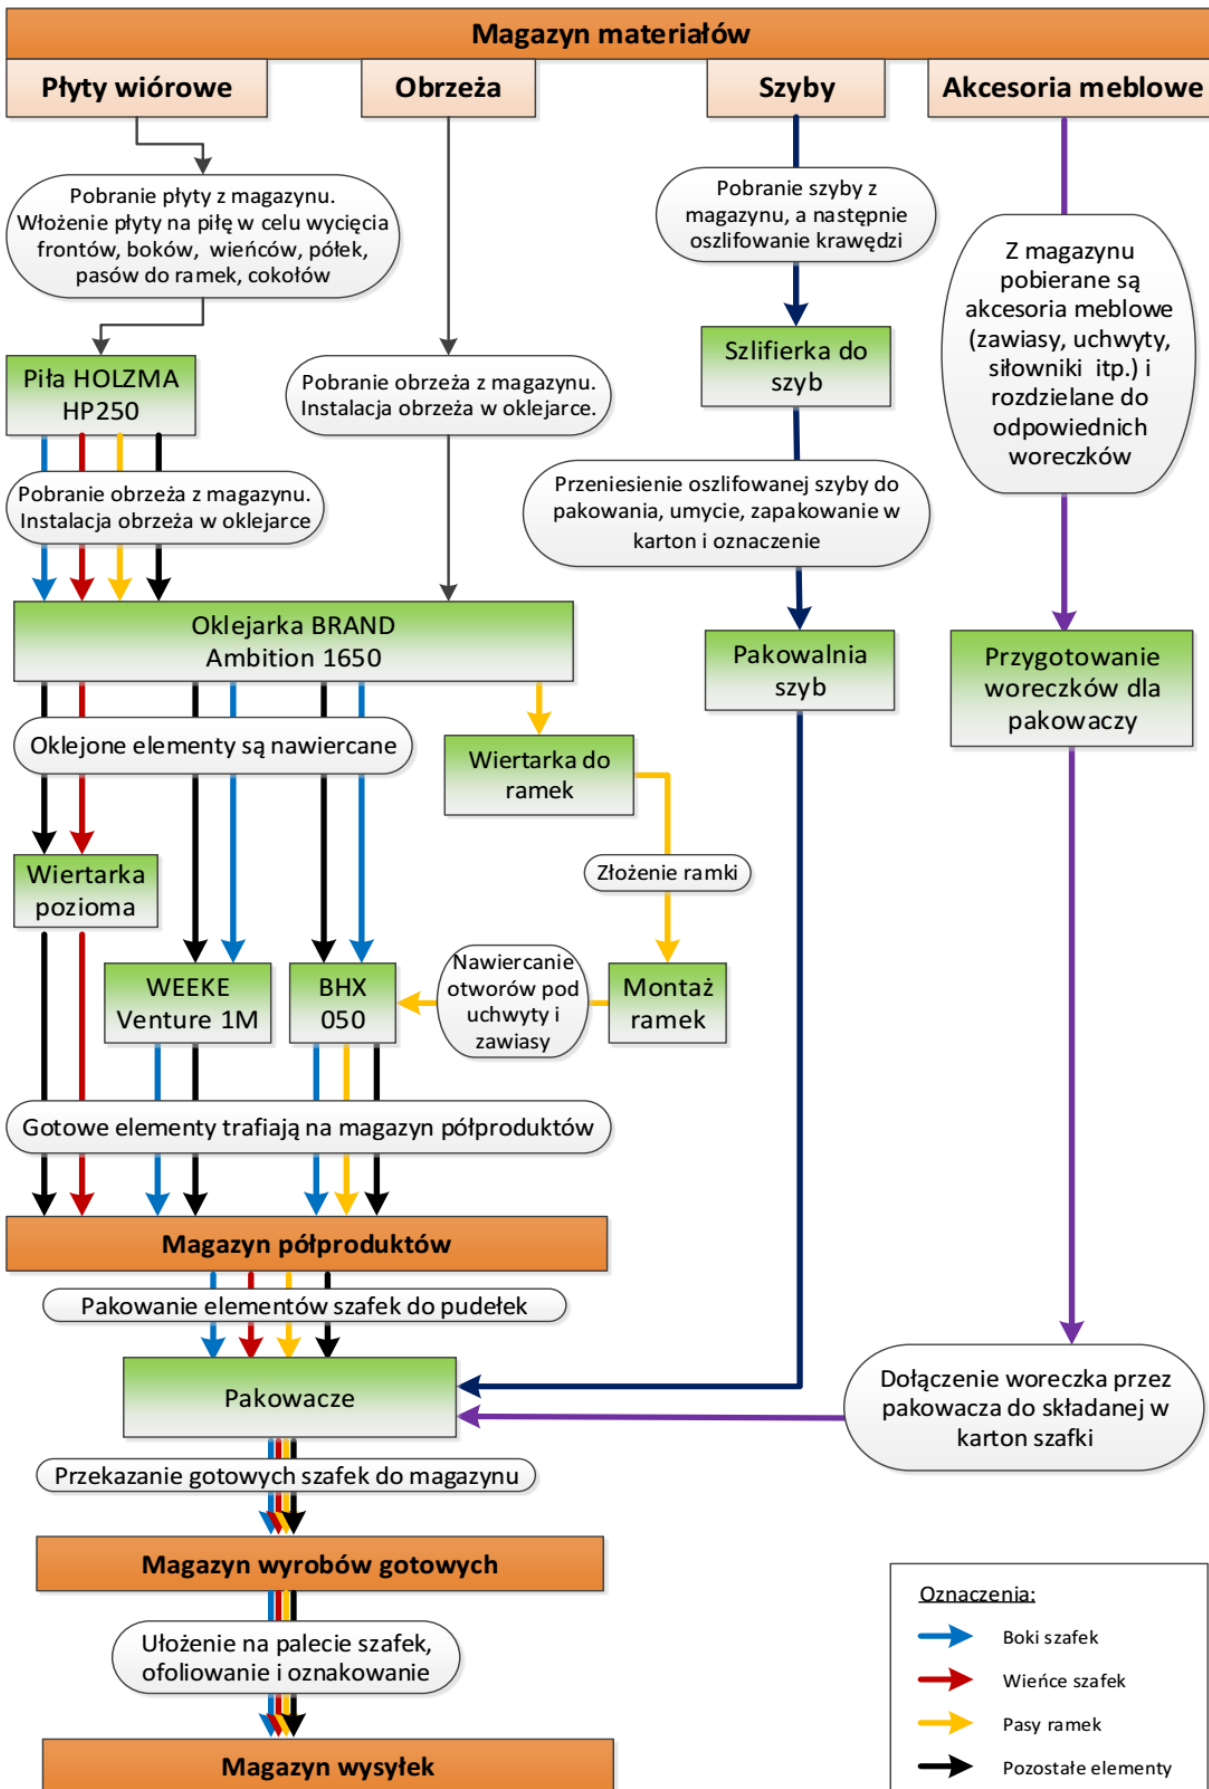 Magazyn materiałów
Płyty wiórowe
Obrzeża
Szyby
Akcesoria meblowe
Pobranie płyty z magazynu.
Włożenie płyty na piłę w celu wycięcia
frontów, boków, wieńców, półek,
pasów do ramek, cokołów
Pobranie szyby z
magazynu, a następnie
oszlifowanie krawędzi
Z magazynu
pobierane są
akcesoria meblowe
(zawiasy, uchwyty,
siłowniki itp.) i
rozdzielane do
odpowiednich
woreczków
Piła HOLZMA
HP250
Pobranie obrzeża z magazynu.
Instalacja obrzeża w oklejarce.
Szlifierka do
szyb
Pobranie obrzeża z magazynu.
Instalacja obrzeża w oklejarce
Przeniesienie oszlifowanej szyby do
pakowania, umycie, zapakowanie w
karton i oznaczenie
Oklejarka BRAND
Ambition 1650
Pakowalnia
szyb
Przygotowanie
woreczków dla
pakowaczy
Oklejone elementy są nawiercane
Wiertarka do
ramek
Wiertarka
pozioma
Złożenie ramki
WEEKE
Venture 1M
BHX
050
Nawiercanie
otworów pod
uchwyty i
zawiasy
Montaż
ramek
Gotowe elementy trafiają na magazyn półproduktów
Magazyn półproduktów
Pakowanie elementów szafek do pudełek
Pakowacze
Dołączenie woreczka przez
pakowacza do składanej w
karton szafki
Przekazanie gotowych szafek do magazynu
Magazyn wyrobów gotowych
Ułożenie na palecie szafek,
ofoliowanie i oznakowanie
Magazyn wysyłek
Oznaczenia:
Boki szafek
Wieńce szafek
Pasy ramek
Pozostałe elementy